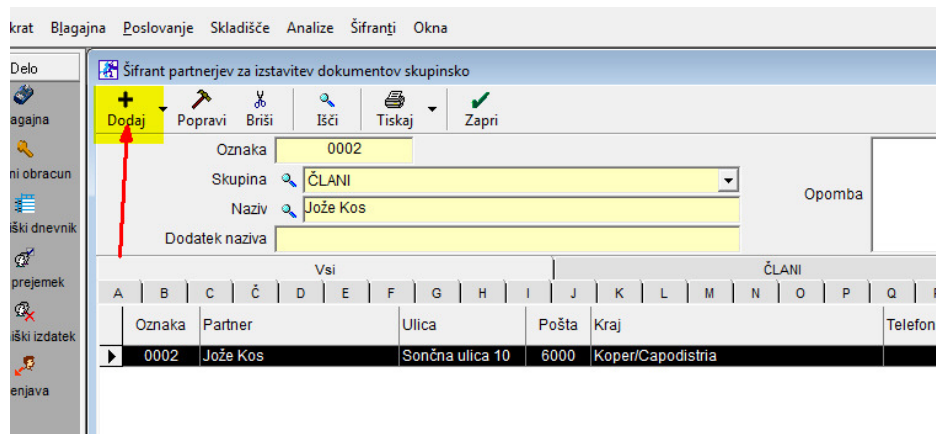 krat Blagajna Poslovanje Skladišče Analize Šifranti Okna
Delo
Šifrant partnerjev za izstavitev dokumentov skupinsko
agajna
ni obracun
iški dnevnik
prejemek
iški izdatek
enjava
Dodaj Popravi Briši Išči Tiskaj Zapri
Oznaka 0002
Skupina ČLANI
Naziv Jože Kos
Dodatek naziva
Opomba
Vsi ČLANI
A B C Č D E F G H I J K L M N O P Q
Oznaka Partner Ulica Pošta Kraj Telefon
0002 Jože Kos Sončna ulica 10 6000 Koper/Capodistria